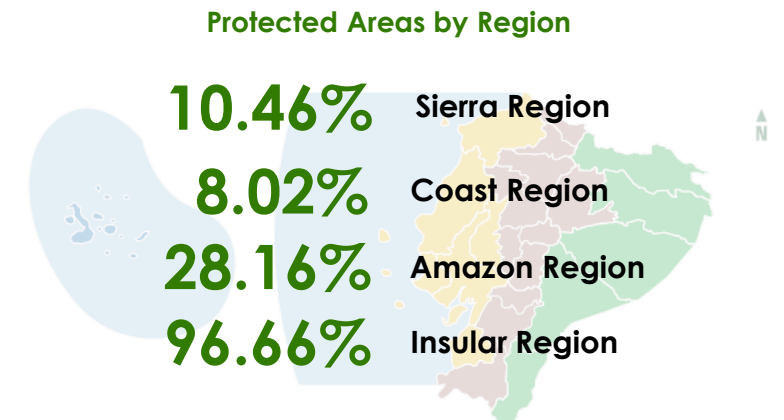 Protected Areas by Region
10.46% Sierra Region
8.02% Coast Region
28.16% Amazon Region
96.66% Insular Region
N